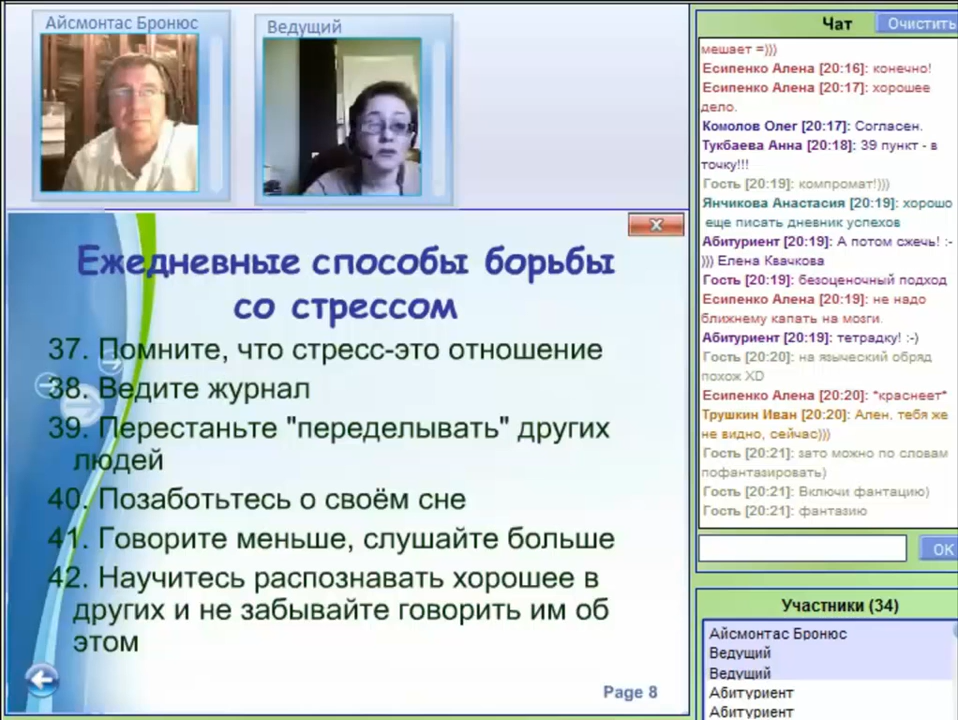 Айсмонтас Бронюс
Ведущий
Ежедневные способы борьбы
со стрессом
37. Помните, что стресс-это отношение
38. Ведите журнал
39. Перестаньте "переделывать" других
людей
40. Позаботьтесь о своём сне
41. Говорите меньше, слушайте больше
42. Научитесь распознавать хорошее в
других и не забывайте говорить им об
этом
Page 8
Чат
Очистить
мешает =)))
Есипенко Алена [20:16]: конечно!
Есипенко Алена [20:17]: хорошее
дело.
Комолов Олег [20:17]: Согласен.
Тукбаева Анна [20:18]: 39 пункт - в
точку!!!
Гость [20:19]: компромат!)))
Янчикова Анастасия [20:19]: хорошо
еще писать дневник успехов
Абитуриент [20:19]: А потом сжечь! :-
))) Елена Квачкова
Гость [20:19]: безоценочный подход
Есипенко Алена [20:19]: не надо
ближнему капать на мозги.
Абитуриент [20:19]: тетрадку! :-)
Гость [20:20]: на языческий обряд
похож XD
Есипенко Алена [20:20]: *краснеет*
Трушкин Иван [20:20]: Ален, тебя же
не видно, сейчас)))
Гость [20:21]: зато можно по словам
пофантазировать)
Гость [20:21]: Включи фантацию)
Гость [20:21]: фантазию
ОК
Участники (34)
Айсмонтас Бронюс
Ведущий
Ведущий
Абитуриент
Абитуриент